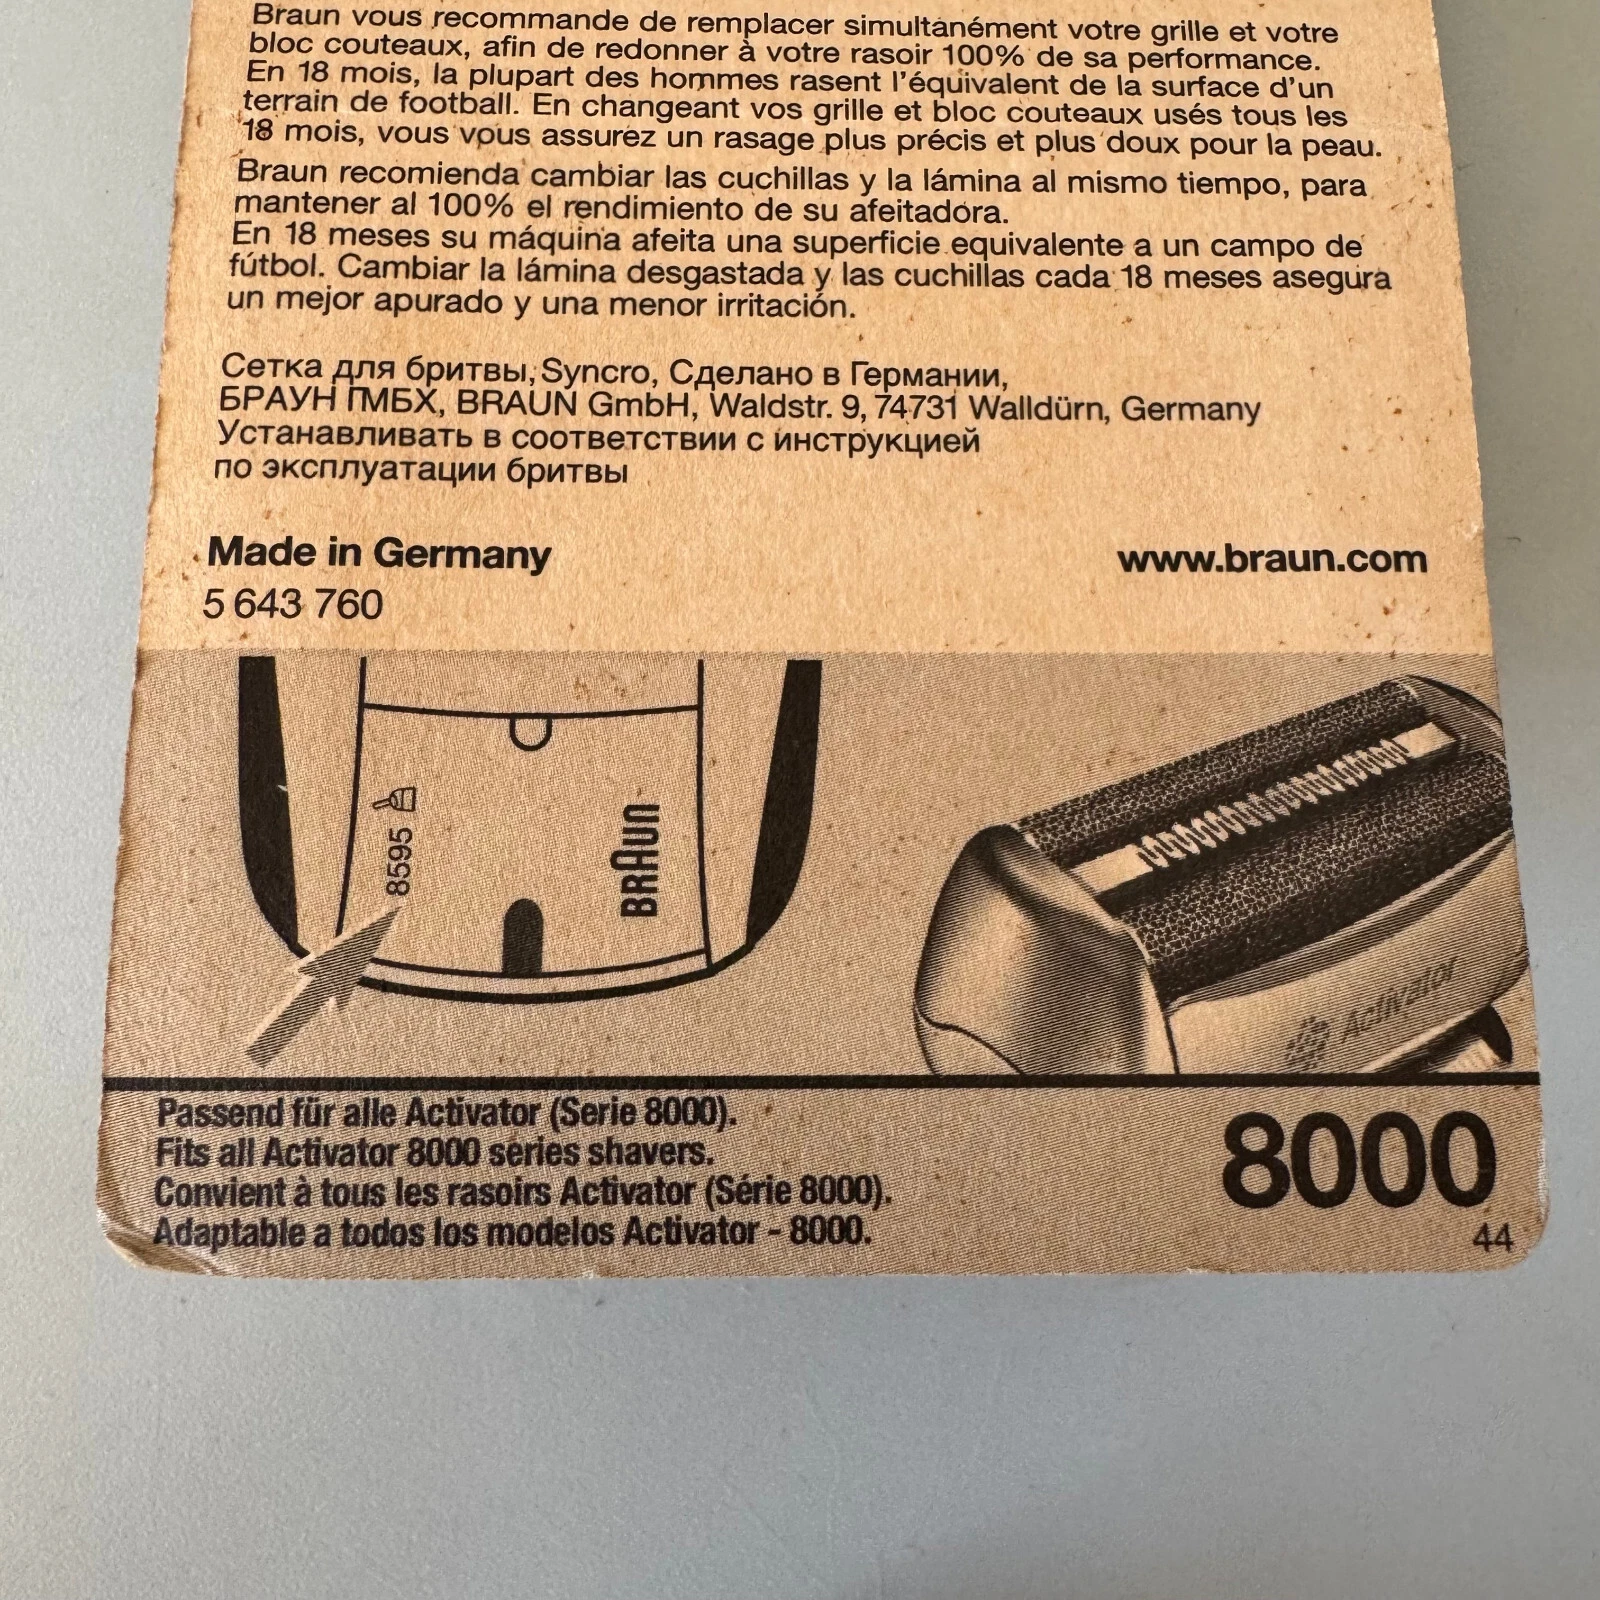 Braun vous recommande de remplacer simultanément votre grille et votre
bloc couteaux, afin de redonner à votre rasoir 100% de sa performance.
En 18 mois, la plupart des hommes rasent l'équivalent de la surface d'un
terrain de football. En changeant vos grille et bloc couteaux usés tous les
18 mois, vous vous assurez un rasage plus précis et plus doux pour la peau.
Braun recomienda cambiar las cuchillas y la lámina al mismo tiempo, para
mantener al 100% el rendimiento de su afeitadora.
En 18 meses su máquina afeita una superficie equivalente a un campo de
fútbol. Cambiar la lámina desgastada y las cuchillas cada 18 meses asegura
un mejor apurado y una menor irritación.
Сетка для бритвы, Syncro, Сделано в Германии,
БРАУН ГМБХ, BRAUN GmbH, Waldstr. 9, 74731 Walldürn, Germany
Устанавливать в соответствии с инструкцией
по эксплуатации бритвы
Made in Germany
www.braun.com
5 643 760
8595
BRAUN
Activator
Passend für alle Activator (Serie 8000).
Fits all Activator 8000 series shavers.
Convient à tous les rasoirs Activator (Série 8000).
Adaptable a todos los modelos Activator - 8000.
8000
44